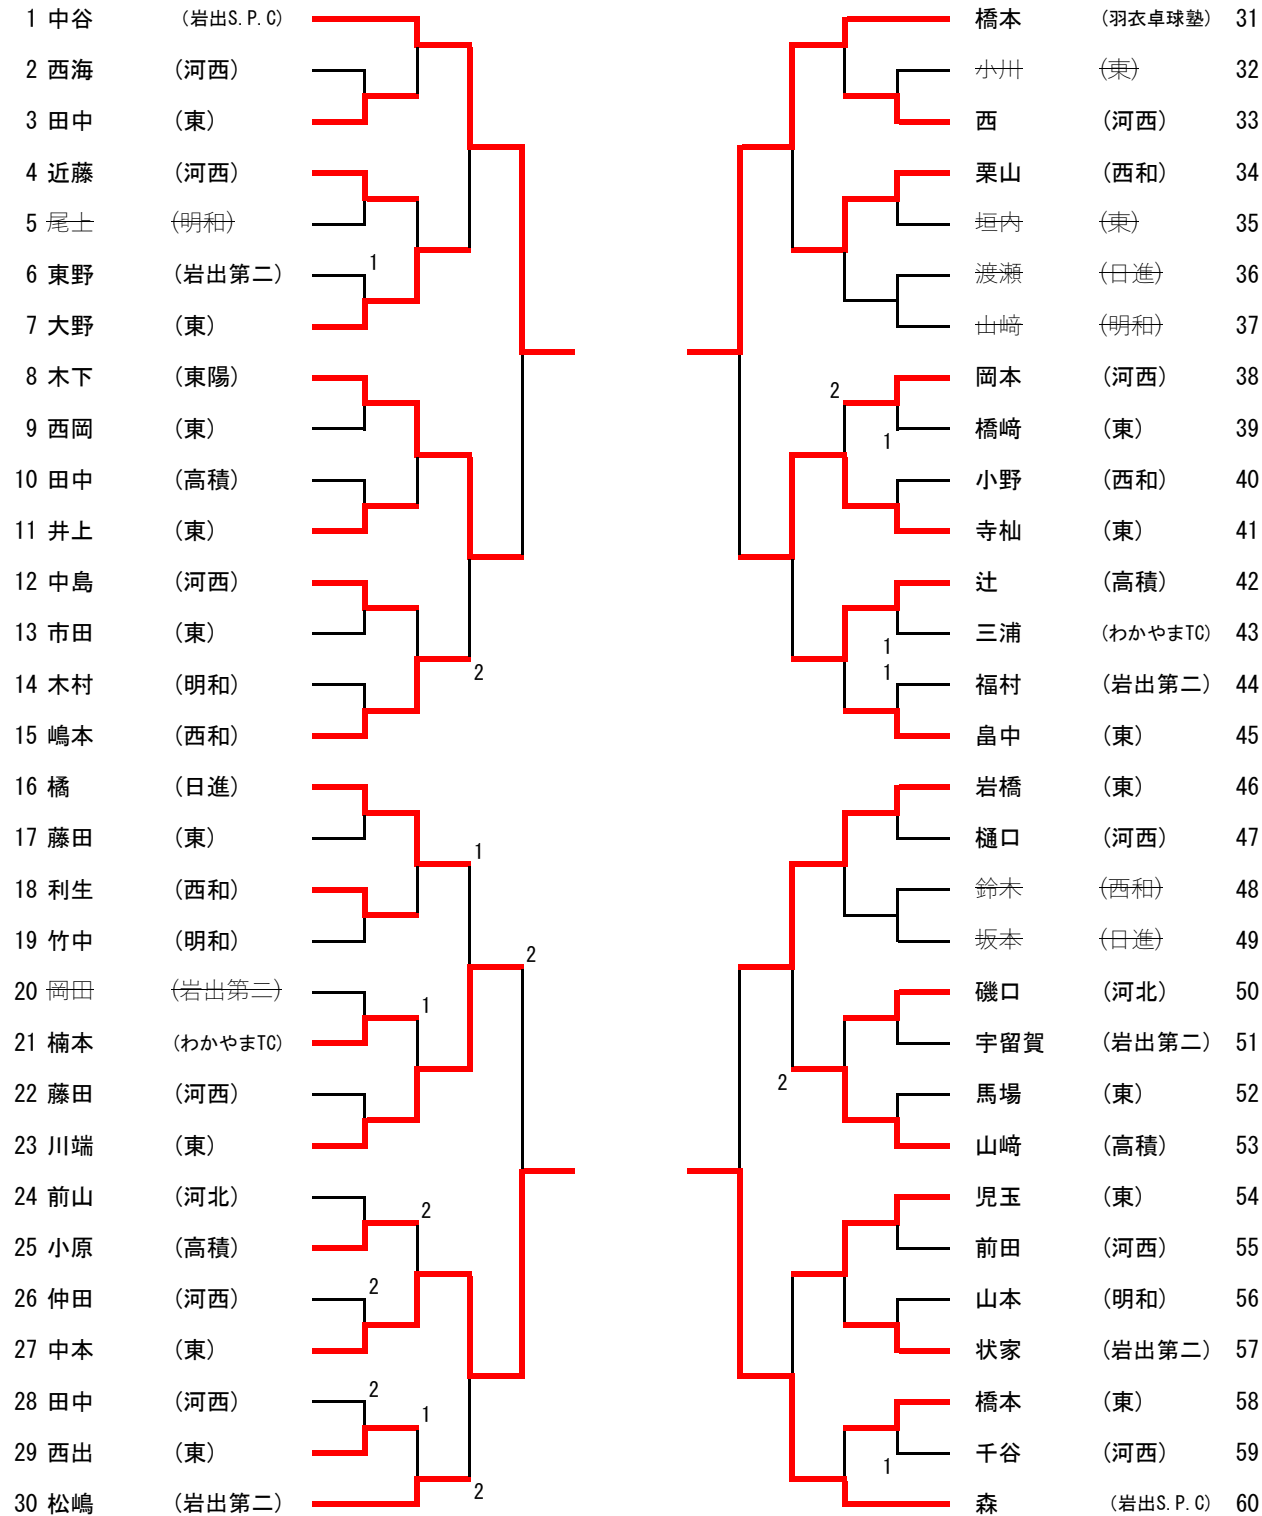 1 中谷 (岩出S.P.C)
2 西海 (河西)
3 田中 (東)
4 近藤 (河西)
5 尾上 (明和)
1
6 東野 (岩出第二)
7 大野 (東)
8 木下 (東陽)
9 西岡 (東)
10 田中 (高積)
11 井上 (東)
12 中島 (河西)
13 市田 (東)
2
14 木村 (明和)
15 嶋本 (西和)
16 橘 (日進)
17 藤田 (東)
1
18 利生 (西和)
19 竹中 (明和)
2
20 岡田 (岩出第二)
1
21 楠本 (わかやまTC)
22 藤田 (河西)
23 川端 (東)
24 前山 (河北)
2
25 小原 (高積)
2
26 仲田 (河西)
27 中本 (東)
2
28 田中 (河西)
1
29 西出 (東)
2
30 松嶋 (岩出第二)
橋本 (羽衣卓球塾) 31
小川 (東) 32
西 (河西) 33
栗山 (西和) 34
垣内 (東) 35
渡瀬 (日進) 36
山﨑 (明和) 37
岡本 (河西) 38
2
橋﨑 (東) 39
1
小野 (西和) 40
寺杣 (東) 41
辻 (高積) 42
三浦 (わかやまTC) 43
1
1
福村 (岩出第二) 44
畠中 (東) 45
岩橋 (東) 46
樋口 (河西) 47
鈴木 (西和) 48
坂本 (日進) 49
磯口 (河北) 50
宇留賀 (岩出第二) 51
2
馬場 (東) 52
山﨑 (高積) 53
児玉 (東) 54
前田 (河西) 55
山本 (明和) 56
状家 (岩出第二) 57
橋本 (東) 58
千谷 (河西) 59
1
森 (岩出S.P.C) 60